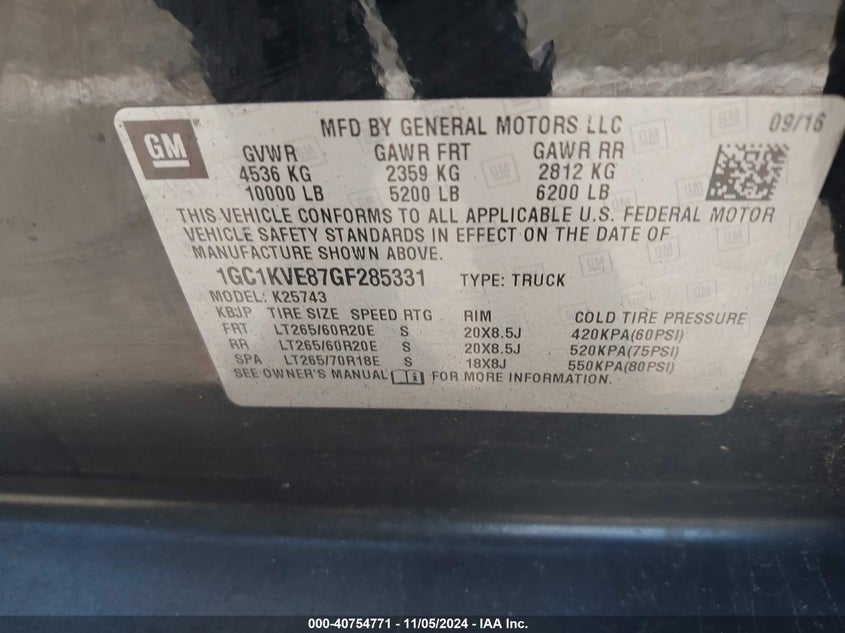 GM
MFD BY GENERAL MOTORS LLC 09/16
GVWR GAWR FRT GAWR RR
4536 KG 2359 KG 2812 KG
10000 LB 5200 LB 6200 LB
THIS VEHICLE CONFORMS TO ALL APPLICABLE U.S. FEDERAL MOTOR
VEHICLE SAFETY STANDARDS IN EFFECT ON THE DATE OF
MANUFACTURE SHOWN ABOVE.
1GC1KVE87GF285331 TYPE: TRUCK
MODEL: K25743
KBJP TIRE SIZE SPEED RTG RIM COLD TIRE PRESSURE
FRT LT265/60R20E S 20X8.5J 420KPA(60PSI)
RR LT265/60R20E S 20X8.5J 520KPA(75PSI)
SPA LT265/70R18E S 18X8J 550KPA(80PSI)
SEE OWNER'S MANUAL FOR MORE INFORMATION.
000-40754771 - 11/05/2024 - IAA Inc.